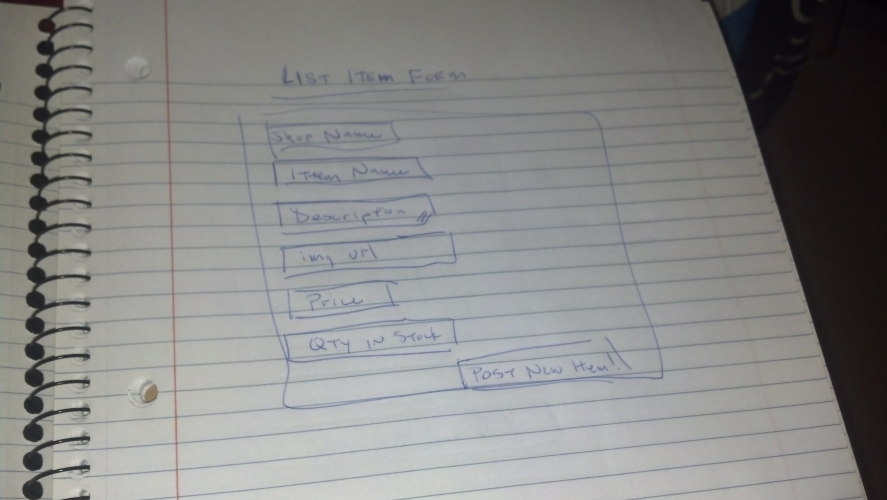 LIST ITEM FORM
Shop Name
ITEM Name
Description
img url
Price
QTY IN Stock
POST New Item!!